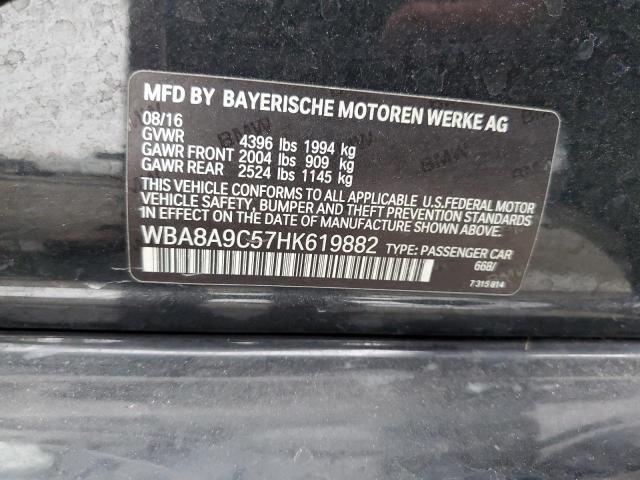 MFD BY BAYERISCHE MOTOREN WERKE AG
08/16
GVWR 4396 lbs 1994 kg
GAWR FRONT 2004 lbs 909 kg
GAWR REAR 2524 lbs 1145 kg
THIS VEHICLE CONFORMS TO ALL APPLICABLE U.S.FEDERAL MOTOR
VEHICLE SAFETY, BUMPER AND THEFT PREVENTION STANDARDS
IN EFFECT ON THE DATE OF MANUFACTURE SHOWN ABOVE.
WBA8A9C57HK619882 TYPE: PASSENGER CAR
668/
7315814